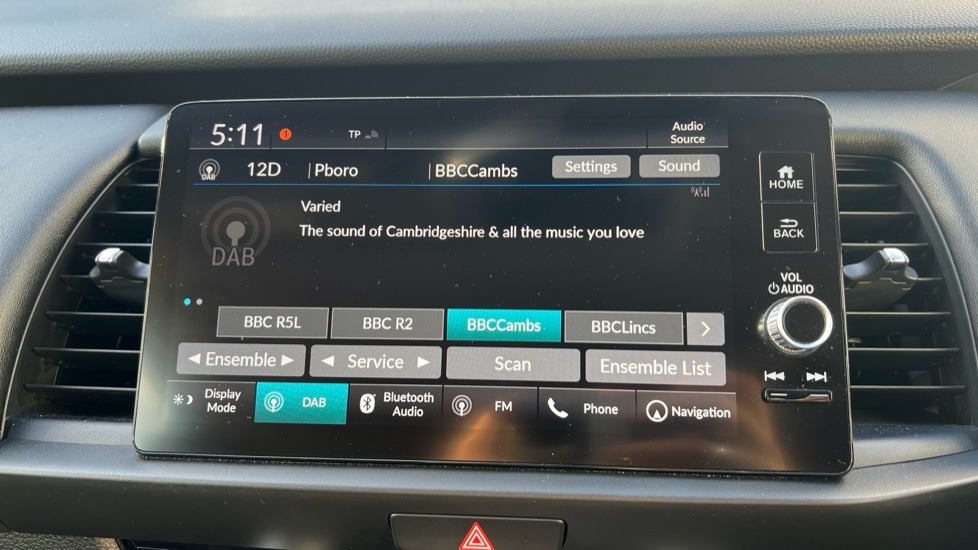 5:11 1 TP Audio Source
DAB 12D | Pboro | BBCCambs Settings Sound
Varied
The sound of Cambridgeshire & all the music you love
DAB
BBC R5L BBC R2 BBCCambs BBCLincs
Ensemble Service Scan Ensemble List
Display Mode DAB Bluetooth Audio FM Phone Navigation
HOME
BACK
VOL
AUDIO